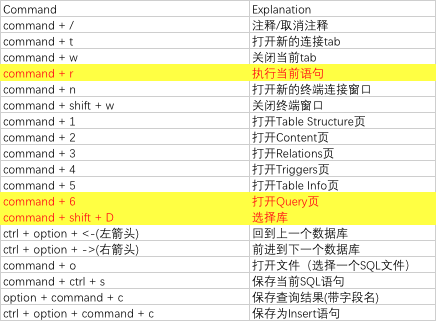 Command Explanation
command + / 注释/取消注释
command + t 打开新的连接tab
command + w 关闭当前tab
command + r 执行当前语句
command + n 打开新的终端连接窗口
command + shift + w 关闭终端窗口
command + 1 打开Table Structure页
command + 2 打开Content页
command + 3 打开Relations页
command + 4 打开Triggers页
command + 5 打开Table Info页
command + 6 打开Query页
command + shift + D 选择库
ctrl + option + <-(左箭头) 回到上一个数据库
ctrl + option + ->(右箭头) 前进到下一个数据库
command + o 打开文件（选择一个SQL文件）
command + ctrl + s 保存当前SQL语句
option + command + c 保存查询结果(带字段名)
ctrl + option + command + c 保存为Insert语句